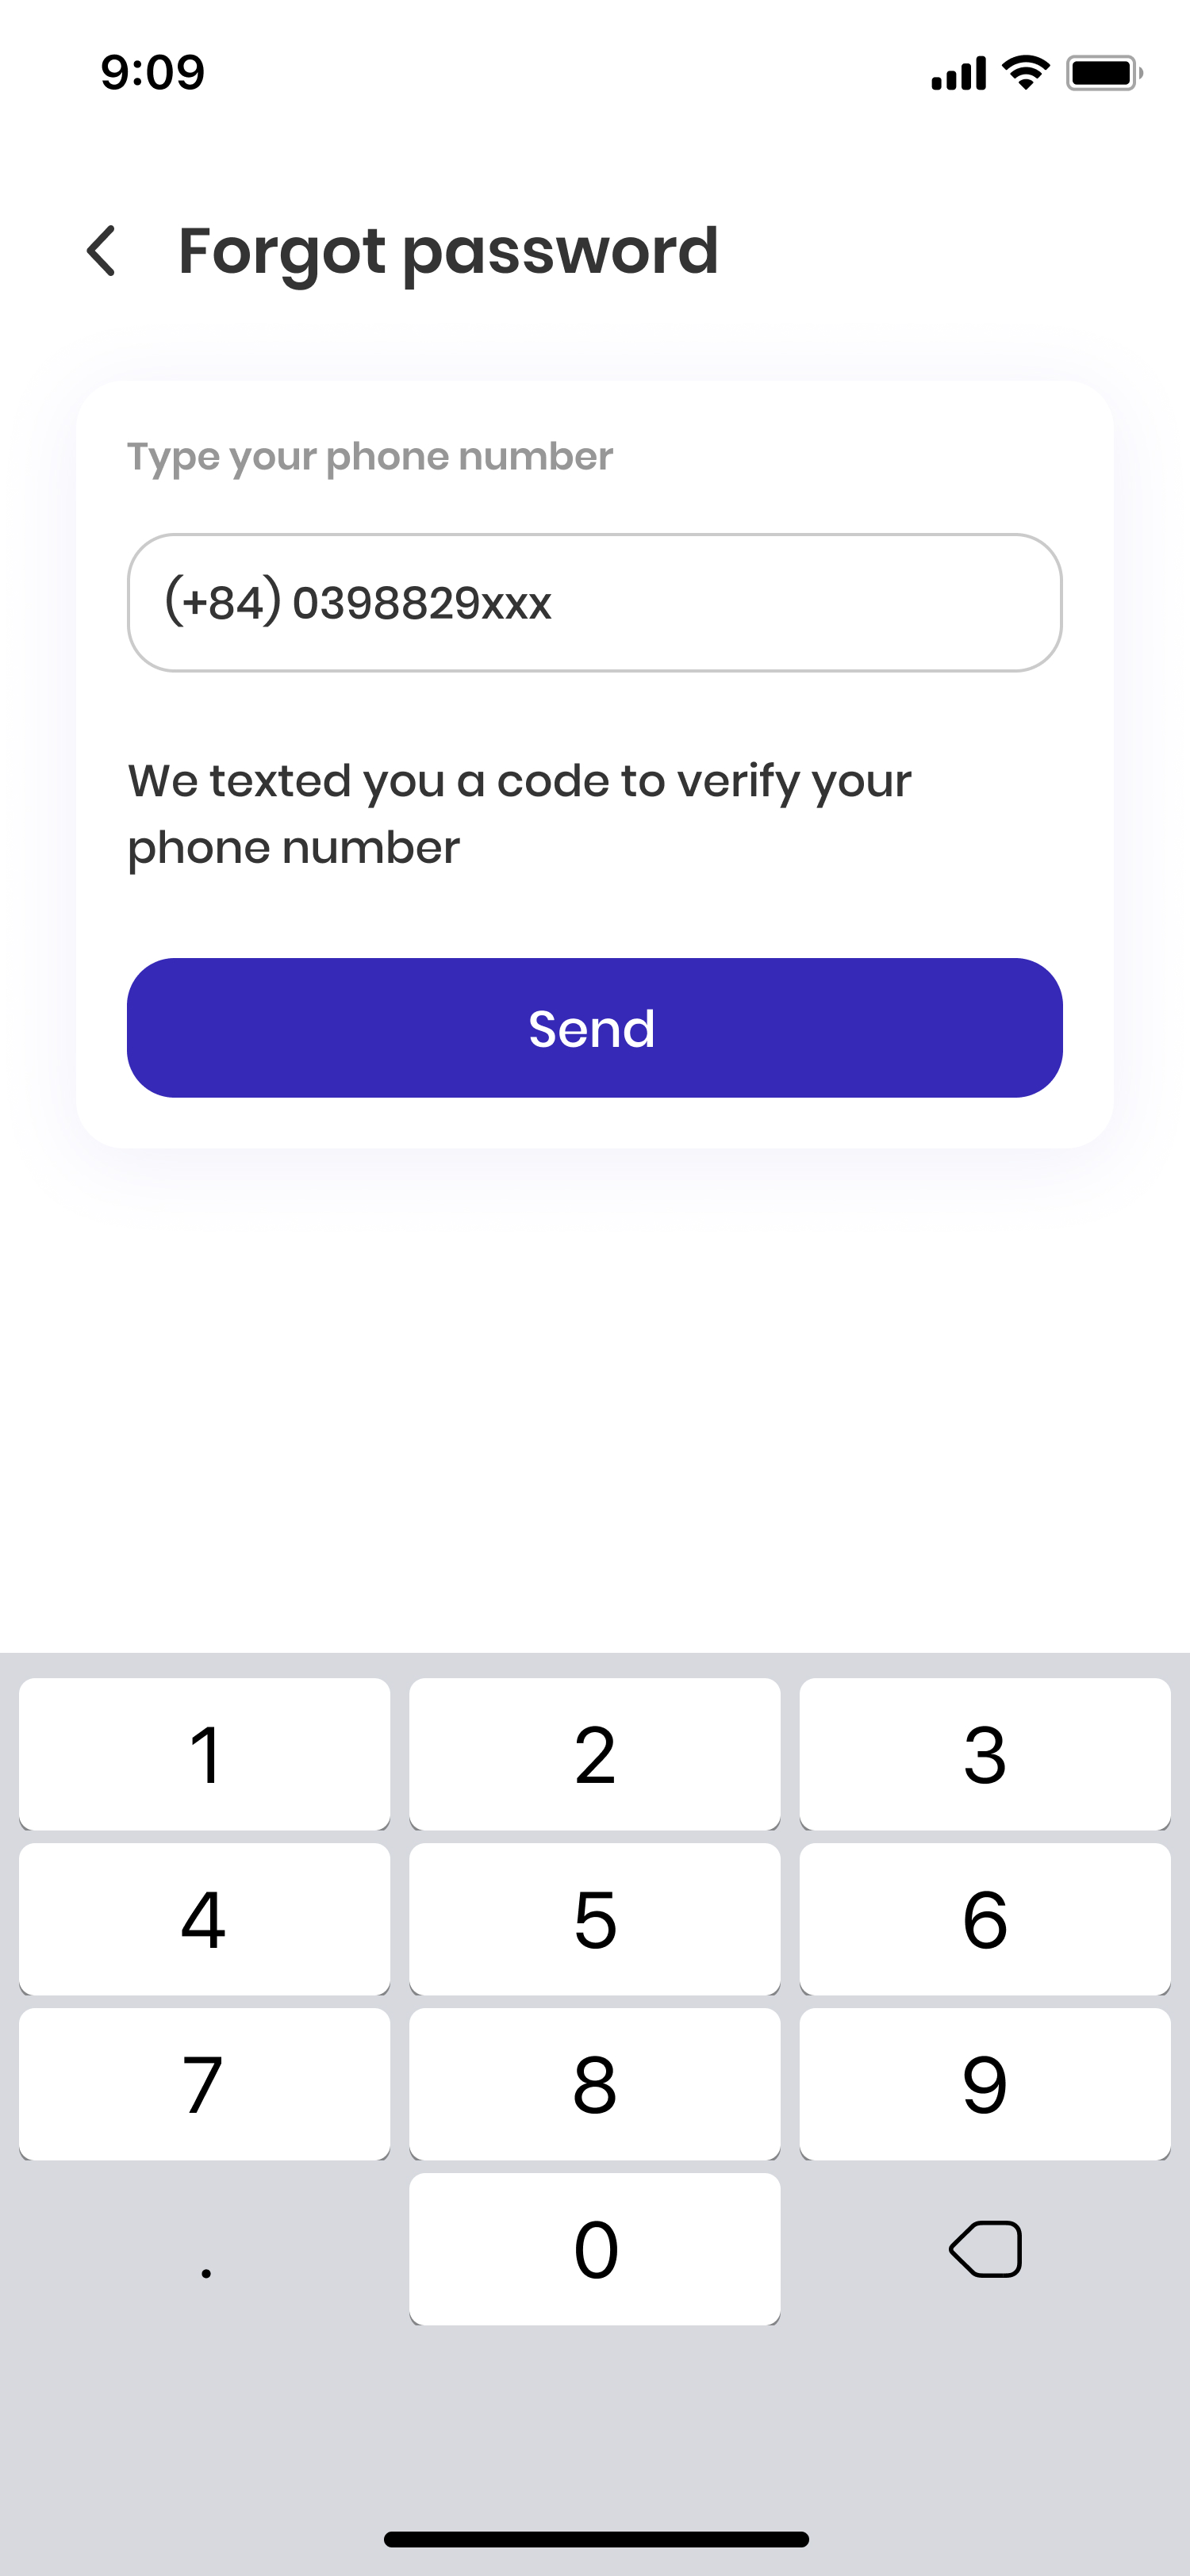 9:09
Forgot password
Type your phone number
(+84) 0398829xxx
We texted you a code to verify your
phone number
Send
1 2 3
4 5 6
7 8 9
. 0